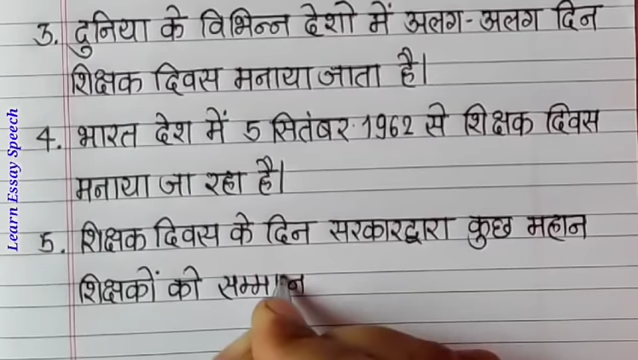 3. दुनिया के विभिन्न देशो में अलग-अलग दिन
शिक्षक दिवस मनाया जाता है।
4. भारत देश में 5 सितंबर 1962 से शिक्षक दिवस
मनाया जा रहा है।
5. शिक्षक दिवस के दिन सरकारद्वारा कुछ महान
शिक्षकों को सम्मान
Learn Essay Speech